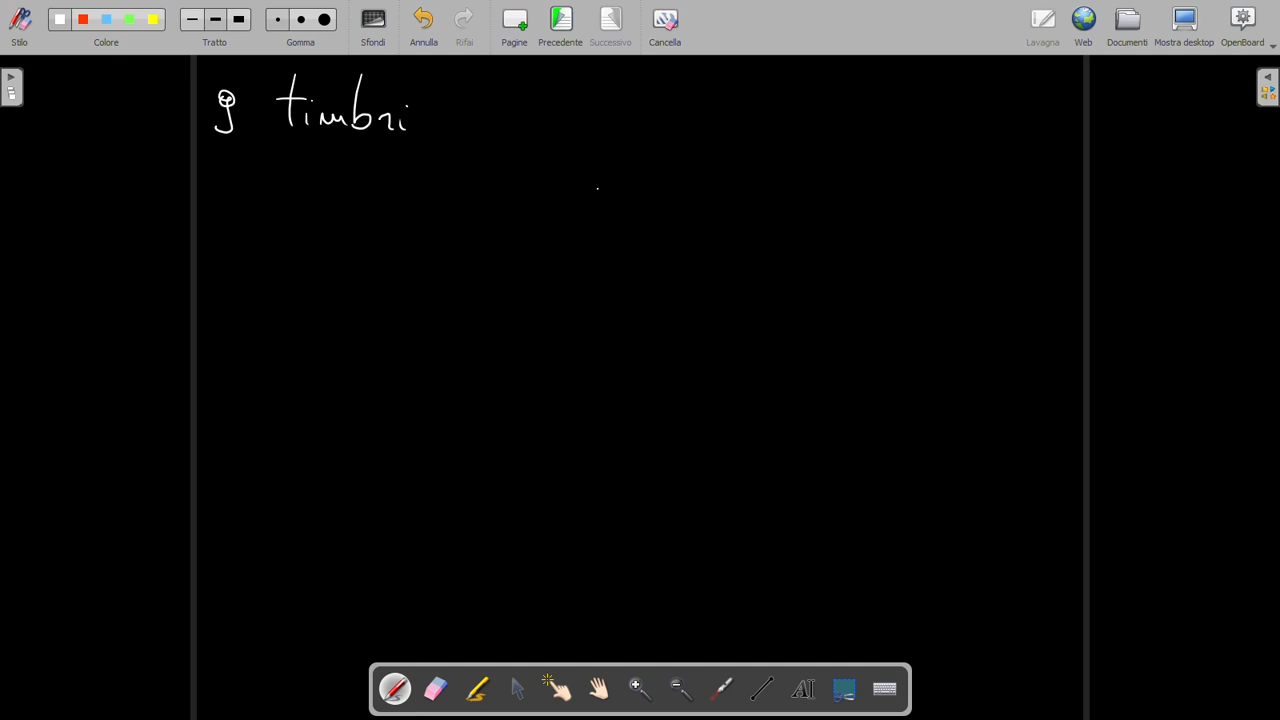 Stilo Colore Tratto Gomma Sfondi Annulla Rifai Pagine Precedente Successivo Cancella Lavagna Web Documenti Mostra desktop OpenBoard
9 timbri
AI